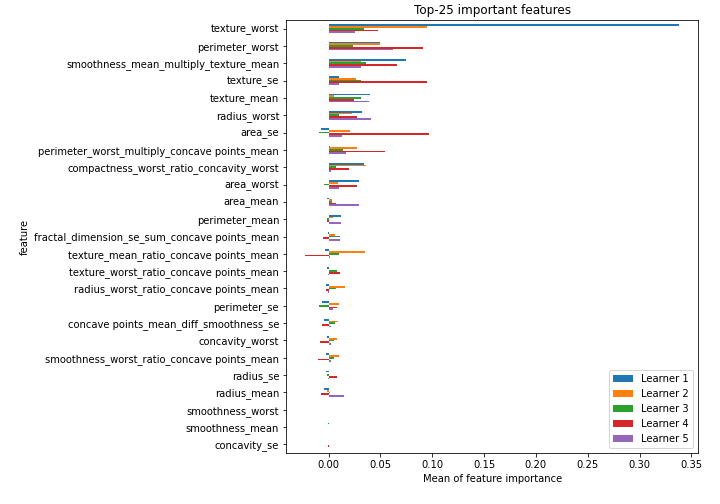 Top-25 important features
texture_worst
perimeter_worst
smoothness_mean_multiply_texture_mean
texture_se
texture_mean
radius_worst
area_se
perimeter_worst_multiply_concave points_mean
compactness_worst_ratio_concavity_worst
area_worst
area_mean
perimeter_mean
fractal_dimension_se_sum_concave points_mean
texture_mean_ratio_concave points_mean
texture_worst_ratio_concave points_mean
radius_worst_ratio_concave points_mean
perimeter_se
concave points_mean_diff_smoothness_se
concavity_worst
smoothness_worst_ratio_concave points_mean
radius_se
radius_mean
smoothness_worst
smoothness_mean
concavity_se
feature
Learner 1
Learner 2
Learner 3
Learner 4
Learner 5
0.00 0.05 0.10 0.15 0.20 0.25 0.30 0.35
Mean of feature importance